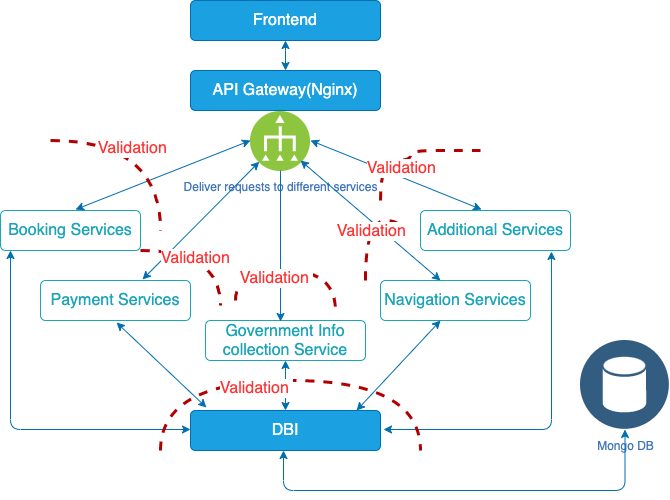 Frontend
API Gateway(Nginx)
Validation
Validation
Deliver requests to different services
Booking Services
Validation
Additional Services
Validation
Validation
Payment Services
Navigation Services
Government Info
collection Service
Validation
DBI
Mongo DB